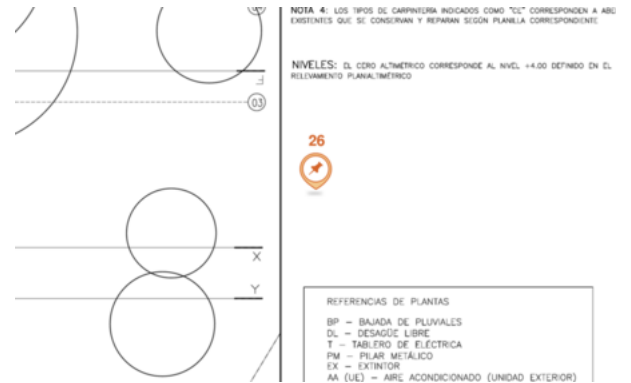 NOTA 4: LOS TIPOS DE CARPINTERÍA INDICADOS COMO "CE" CORRESPONDEN A
EXISTENTES QUE SE CONSERVAN Y REPARAN SEGÚN PLANILLA CORRESPONDIENTE
NIVELES: EL CERO ALTIMÉTRICO CORRESPONDE AL NIVEL +4.00 DEFINIDO EN EL
RELEVAMIENTO PLANIALTIMÉTRICO
F
03
26
X
Y
REFERENCIAS DE PLANTAS
BP – BAJADA DE PLUVIALES
DL – DESAGÜE LIBRE
T – TABLERO DE ELÉCTRICA
PM – PILAR METÁLICO
EX – EXTINTOR
AA (UE) – AIRE ACONDICIONADO (UNIDAD EXTERIOR)